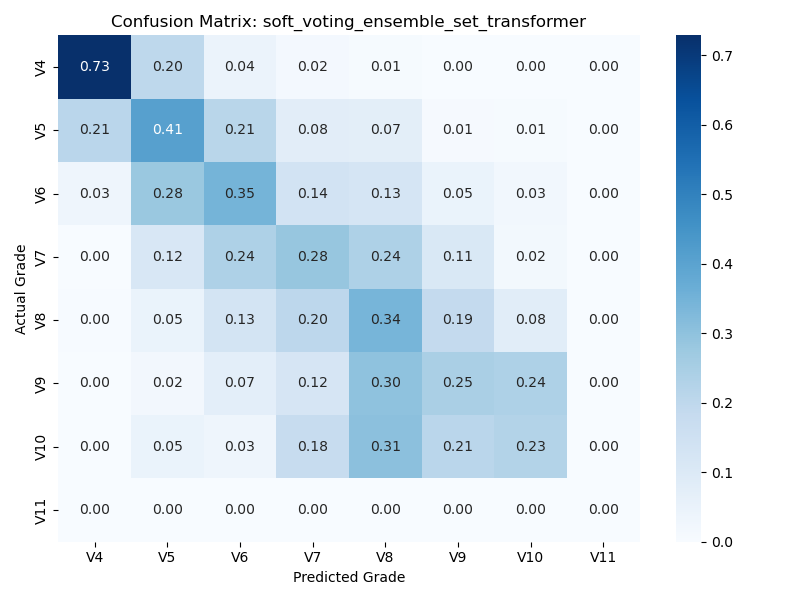 Confusion Matrix: soft_voting_ensemble_set_transformer
Actual Grade
V4 0.73 0.20 0.04 0.02 0.01 0.00 0.00 0.00
V5 0.21 0.41 0.21 0.08 0.07 0.01 0.01 0.00
V6 0.03 0.28 0.35 0.14 0.13 0.05 0.03 0.00
V7 0.00 0.12 0.24 0.28 0.24 0.11 0.02 0.00
V8 0.00 0.05 0.13 0.20 0.34 0.19 0.08 0.00
V9 0.00 0.02 0.07 0.12 0.30 0.25 0.24 0.00
V10 0.00 0.05 0.03 0.18 0.31 0.21 0.23 0.00
V11 0.00 0.00 0.00 0.00 0.00 0.00 0.00 0.00
V4 V5 V6 V7 V8 V9 V10 V11
Predicted Grade
0.7
0.6
0.5
0.4
0.3
0.2
0.1
0.0